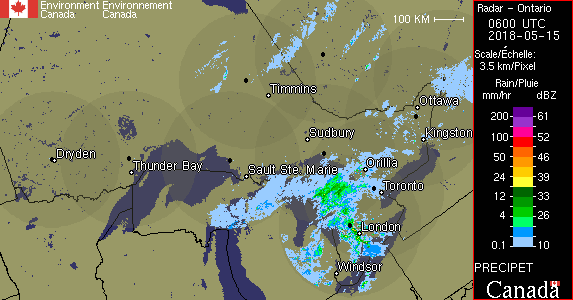 Environment Environnement
Canada Canada
100 KM
Timmins
Ottawa
Sudbury
Kingston
Dryden
Thunder Bay
Sault Ste. Marie
Orillia
Toronto
London
Windsor
Radar - Ontario
0600 UTC
2018-05-15
Scale/Échelle:
3.5 km/Pixel
Rain/Pluie
mm/hr dBZ
200 61
100 52
50 46
24 39
12 33
4 26
0.1 10
PRECIPET
Canada